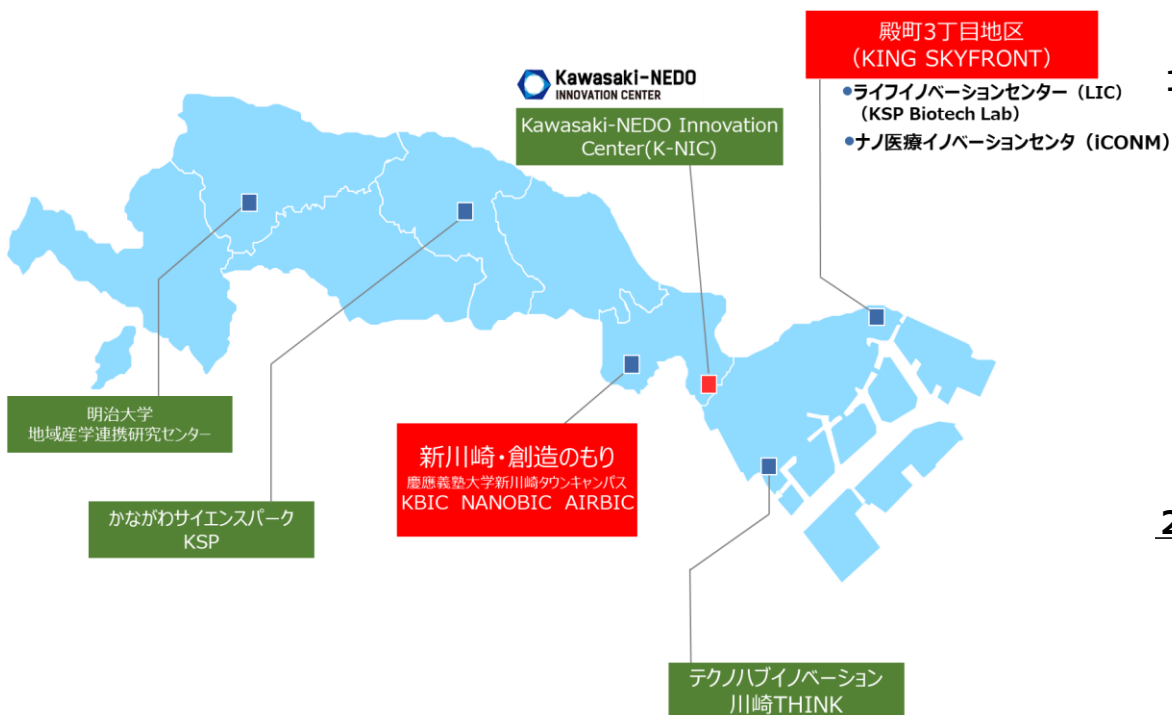 殿町3丁目地区
(KING SKYFRONT)
●ライフイノベーションセンター（LIC）
（KSP Biotech Lab）
●ナノ医療イノベーションセンタ（iCONM）
Kawasaki-NEDO
INNOVATION CENTER
Kawasaki-NEDO Innovation
Center(K-NIC)
明治大学
地域産学連携研究センター
新川崎・創造のもり
慶應義塾大学新川崎タウンキャンパス
KBIC NANOBIC AIRBIC
かながわサイエンスパーク
KSP
2
テクノハブイノベーション
川崎THINK